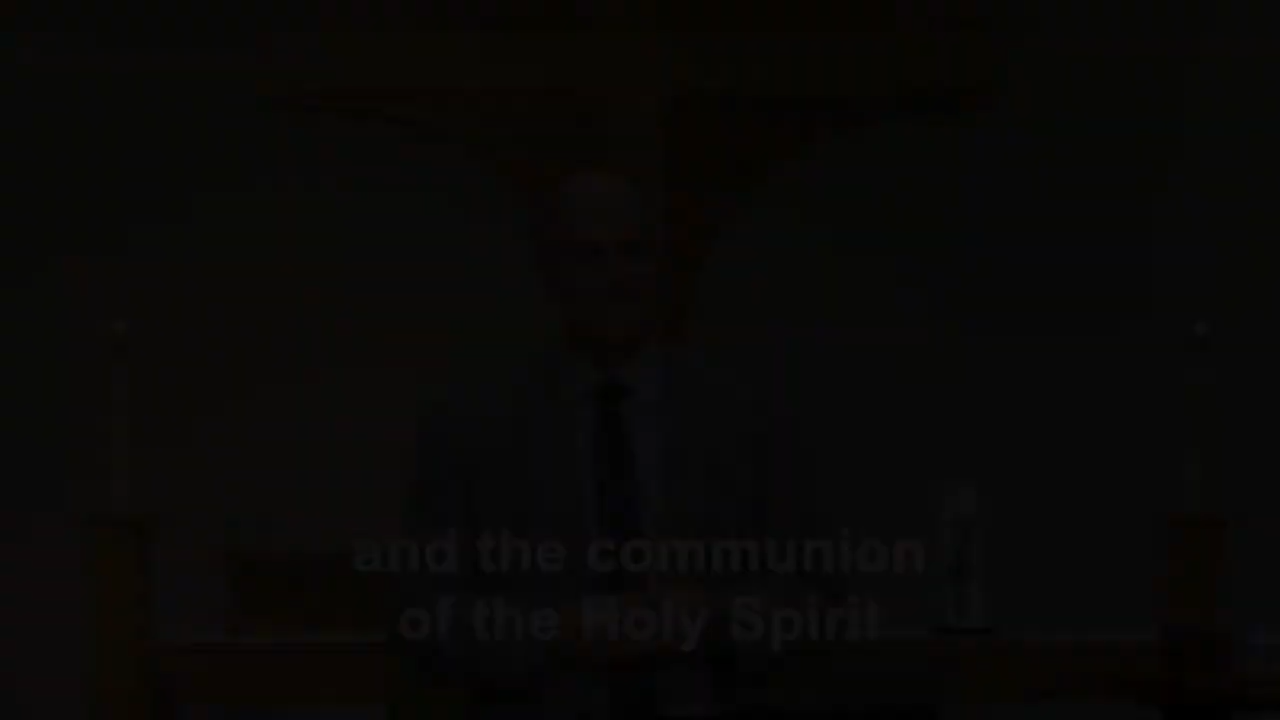 and the communion
of the Holy Spirit